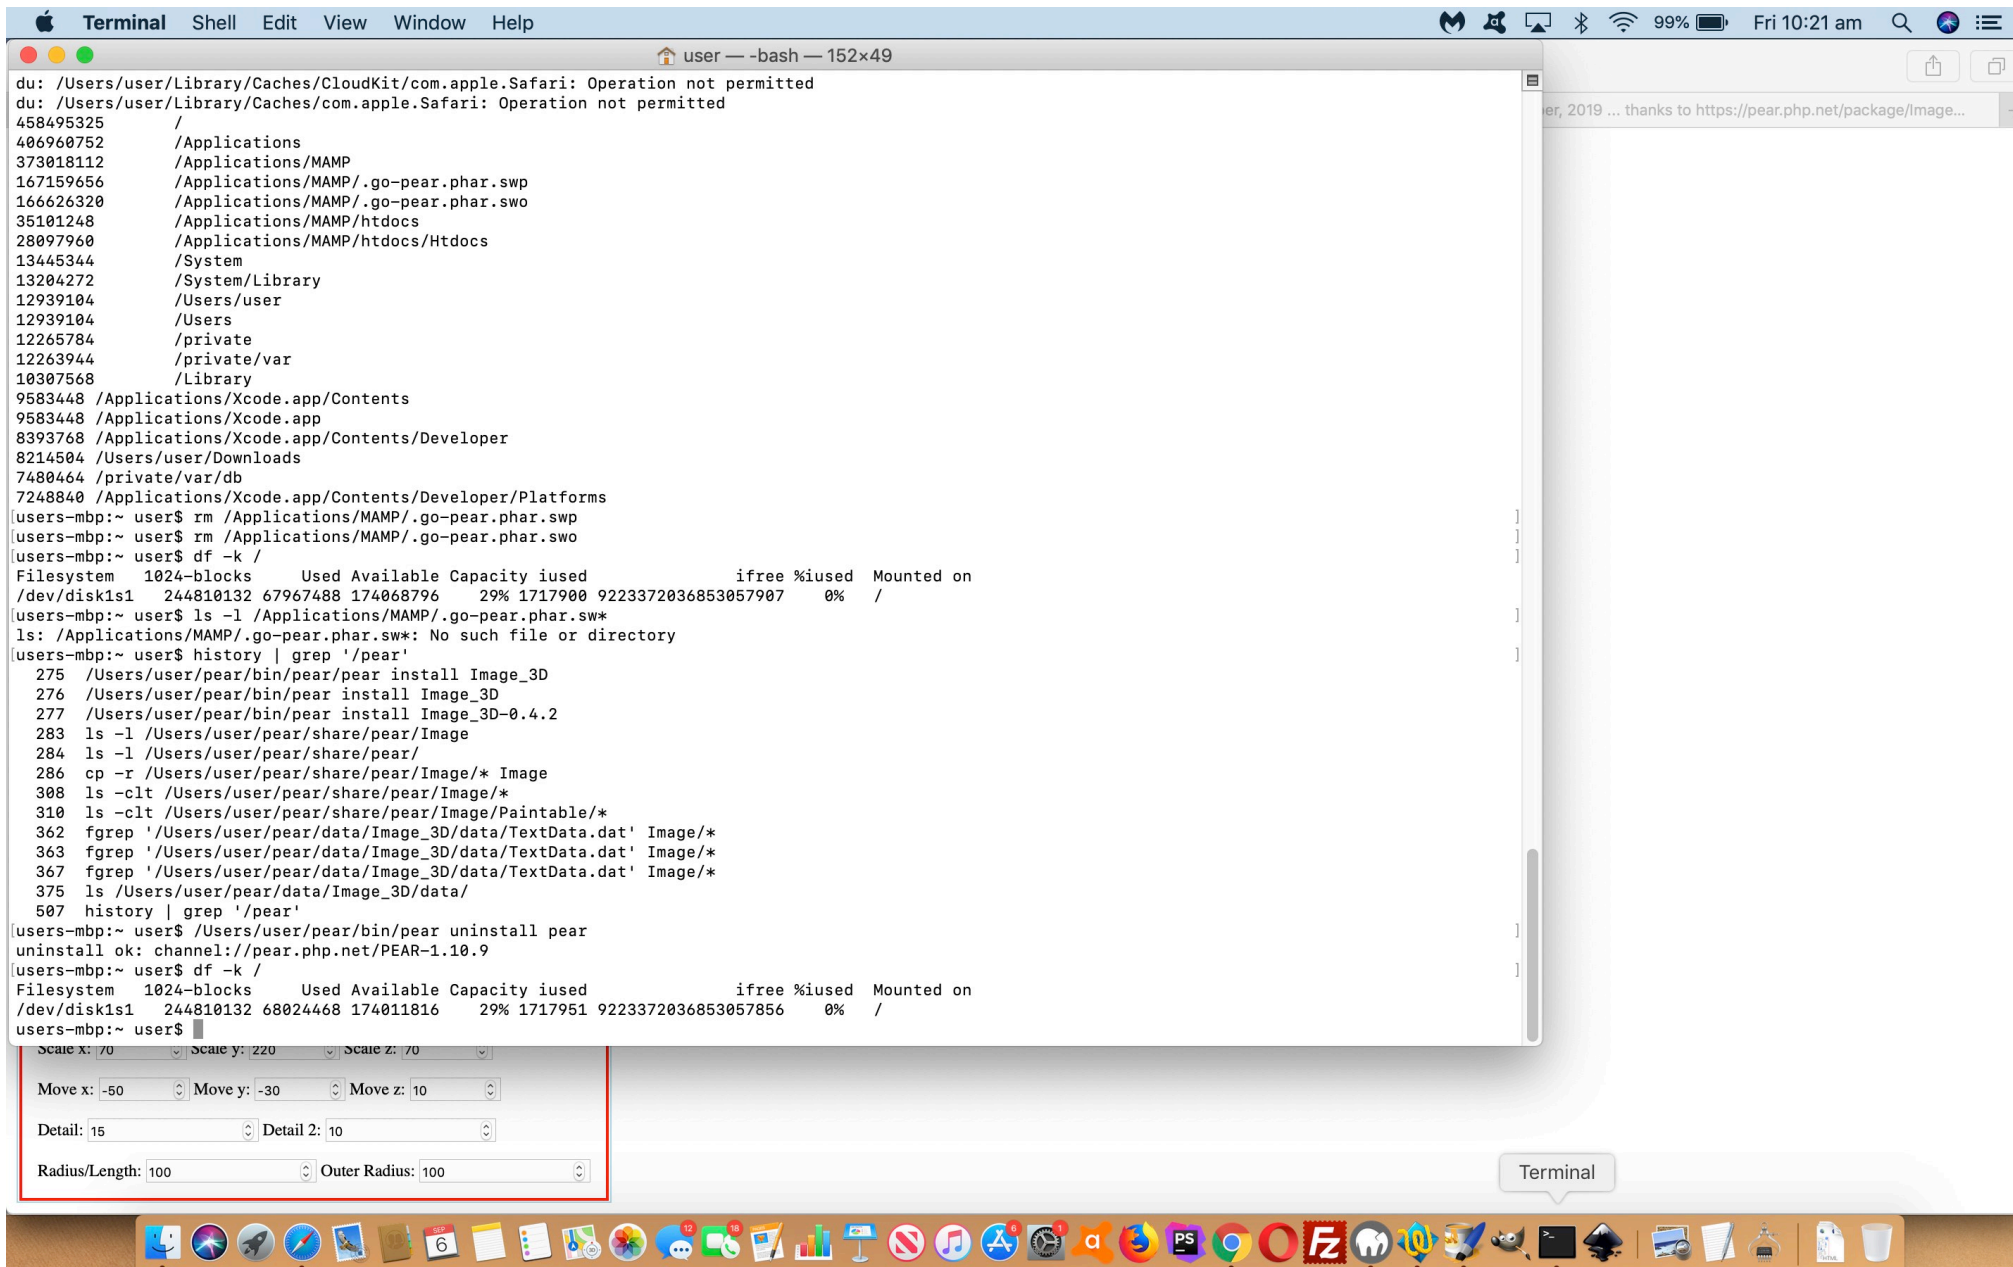 Terminal Shell Edit View Window Help 99% Fri 10:21 am
user — -bash — 152×49
du: /Users/user/Library/Caches/CloudKit/com.apple.Safari: Operation not permitted
du: /Users/user/Library/Caches/com.apple.Safari: Operation not permitted
458495325 /
er, 2019 ... thanks to https://pear.php.net/package/Image...
406960752 /Applications
373018112 /Applications/MAMP
167159656 /Applications/MAMP/.go-pear.phar.swp
166626320 /Applications/MAMP/.go-pear.phar.swo
35101248 /Applications/MAMP/htdocs
28097960 /Applications/MAMP/htdocs/Htdocs
13445344 /System
13204272 /System/Library
12939104 /Users/user
12939104 /Users
12265784 /private
12263944 /private/var
10307568 /Library
9583448 /Applications/Xcode.app/Contents
9583448 /Applications/Xcode.app
8393768 /Applications/Xcode.app/Contents/Developer
8214504 /Users/user/Downloads
7480464 /private/var/db
7248840 /Applications/Xcode.app/Contents/Developer/Platforms
[users-mbp:~ user$ rm /Applications/MAMP/.go-pear.phar.swp ]
[users-mbp:~ user$ rm /Applications/MAMP/.go-pear.phar.swo ]
[users-mbp:~ user$ df -k / ]
Filesystem 1024-blocks Used Available Capacity iused ifree %iused Mounted on
/dev/disk1s1 244810132 67967488 174068796 29% 1717900 9223372036853057907 0% /
[users-mbp:~ user$ ls -l /Applications/MAMP/.go-pear.phar.sw* ]
ls: /Applications/MAMP/.go-pear.phar.sw*: No such file or directory
[users-mbp:~ user$ history | grep '/pear' ]
275 /Users/user/pear/bin/pear/pear install Image_3D
276 /Users/user/pear/bin/pear install Image_3D
277 /Users/user/pear/bin/pear install Image_3D-0.4.2
283 ls -l /Users/user/pear/share/pear/Image
284 ls -l /Users/user/pear/share/pear/
286 cp -r /Users/user/pear/share/pear/Image/* Image
308 ls -clt /Users/user/pear/share/pear/Image/*
310 ls -clt /Users/user/pear/share/pear/Image/Paintable/*
362 fgrep '/Users/user/pear/data/Image_3D/data/TextData.dat' Image/*
363 fgrep '/Users/user/pear/data/Image_3D/data/TextData.dat' Image/*
367 fgrep '/Users/user/pear/data/Image_3D/data/TextData.dat' Image/*
375 ls /Users/user/pear/data/Image_3D/data/
507 history | grep '/pear'
[users-mbp:~ user$ /Users/user/pear/bin/pear uninstall pear ]
uninstall ok: channel://pear.php.net/PEAR-1.10.9
[users-mbp:~ user$ df -k / ]
Filesystem 1024-blocks Used Available Capacity iused ifree %iused Mounted on
/dev/disk1s1 244810132 68024468 174011816 29% 1717951 9223372036853057856 0% /
users-mbp:~ user$
Scale x: 70 Scale y: 220 Scale z: 70
Move x: -50 Move y: -30 Move z: 10
Detail: 15 Detail 2: 10
Radius/Length: 100 Outer Radius: 100
Terminal
SEP
6
12
18
6
1
PS
HTML